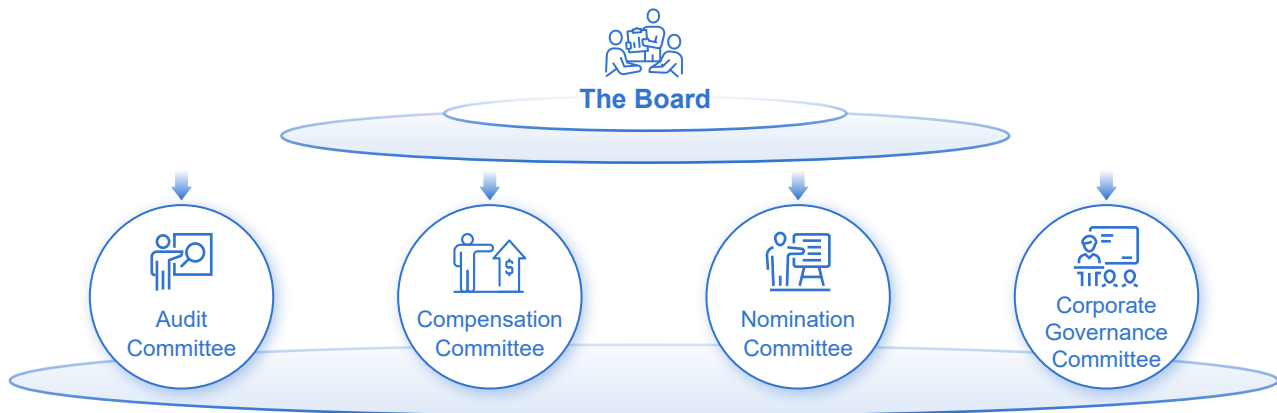 The Board
Audit
Committee
Compensation
Committee
Nomination
Committee
Corporate
Governance
Committee
$